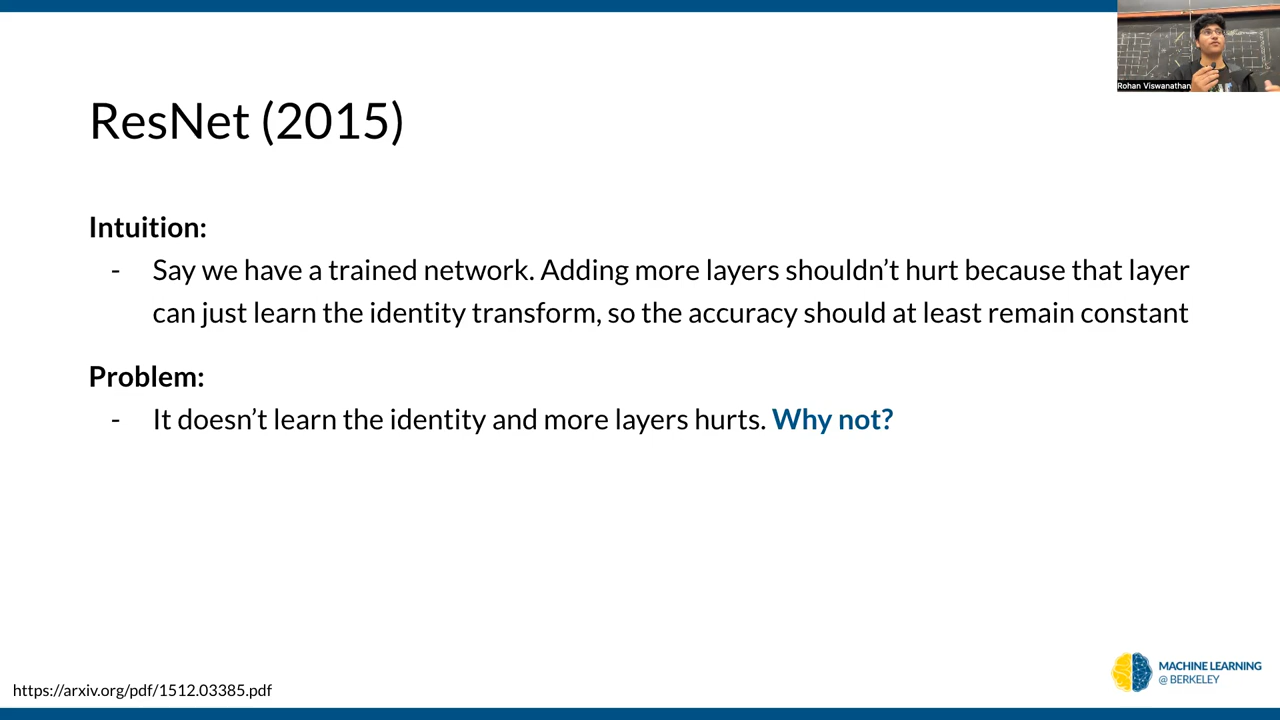 Rohan Viswanathan
ResNet (2015)
Intuition:
- Say we have a trained network. Adding more layers shouldn’t hurt because that layer
can just learn the identity transform, so the accuracy should at least remain constant
Problem:
- It doesn’t learn the identity and more layers hurts. Why not?
https://arxiv.org/pdf/1512.03385.pdf
MACHINE LEARNING
@ BERKELEY